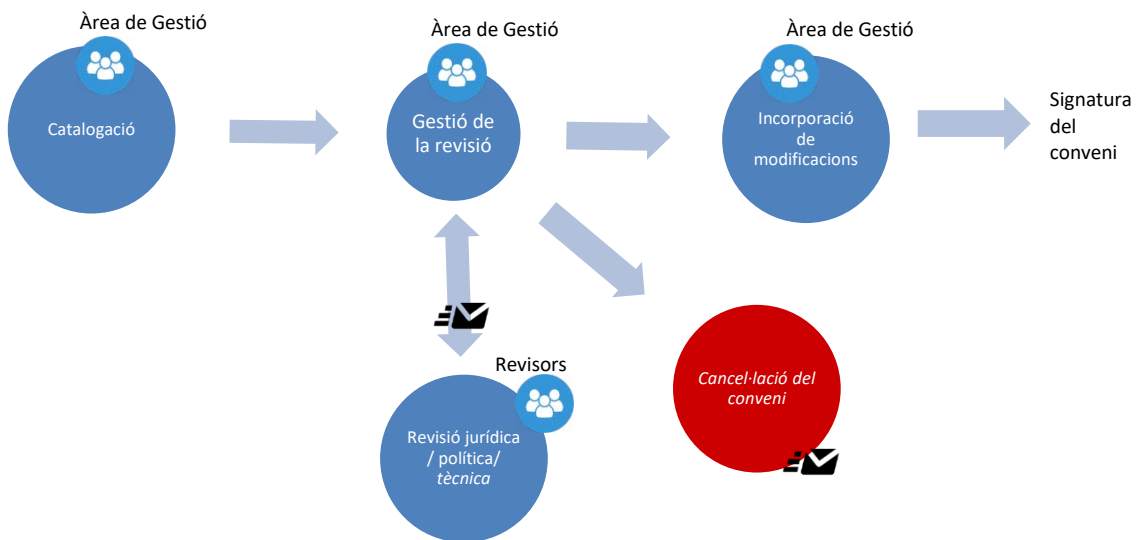 Àrea de Gestió
Catalogació
Àrea de Gestió
Gestió de
la revisió
Àrea de Gestió
Incorporació
de
modificacions
Signatura
del
conveni
Revisors
Revisió jurídica
/ política/
tècnica
Cancel·lació del
conveni